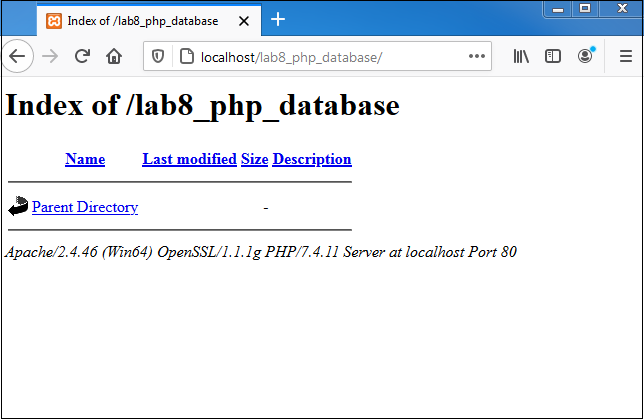 Index of /lab8_php_database
localhost/lab8_php_database/
Index of /lab8_php_database
Name Last modified Size Description
Parent Directory -
Apache/2.4.46 (Win64) OpenSSL/1.1.1g PHP/7.4.11 Server at localhost Port 80